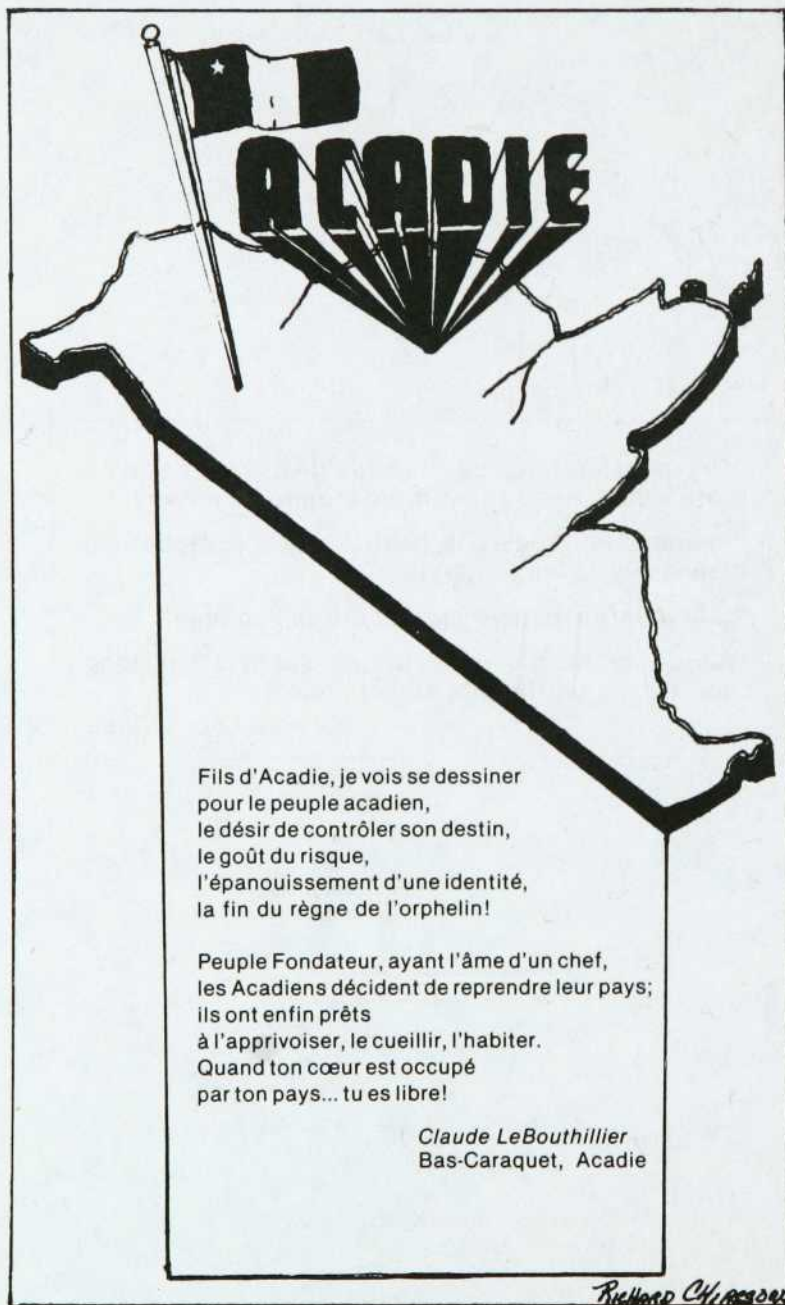 ACADIE
Fils d'Acadie, je vois se dessiner
pour le peuple acadien,
le désir de contrôler son destin,
le goût du risque,
l'épanouissement d'une identité,
la fin du règne de l'orphelin!
Peuple Fondateur, ayant l'âme d'un chef,
les Acadiens décident de reprendre leur pays;
ils ont enfin prêts
à l'apprivoiser, le cueillir, l'habiter.
Quand ton cœur est occupé
par ton pays... tu es libre!
Claude LeBouthillier
Bas-Caraquet, Acadie
RICHARD